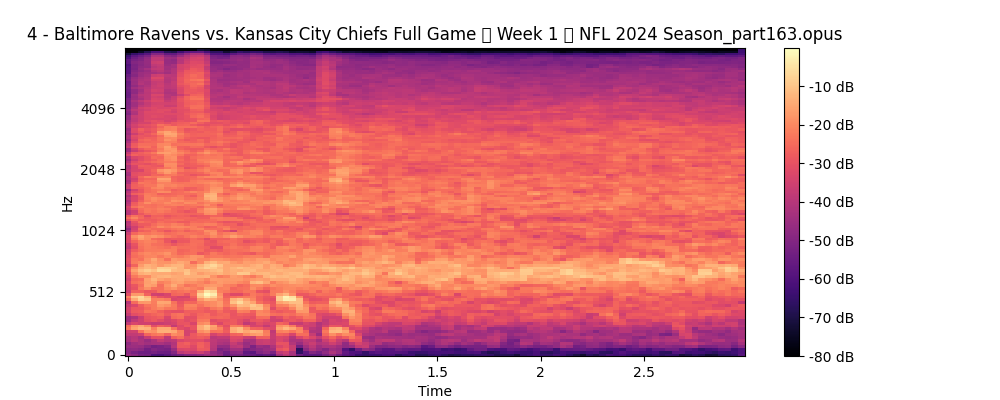 4 - Baltimore Ravens vs. Kansas City Chiefs Full Game ▯ Week 1 ▯ NFL 2024 Season_part163.opus
4096
2048
1024
512
0
Hz
0
0.5
1
1.5
2
2.5
Time
-10 dB
-20 dB
-30 dB
-40 dB
-50 dB
-60 dB
-70 dB
-80 dB